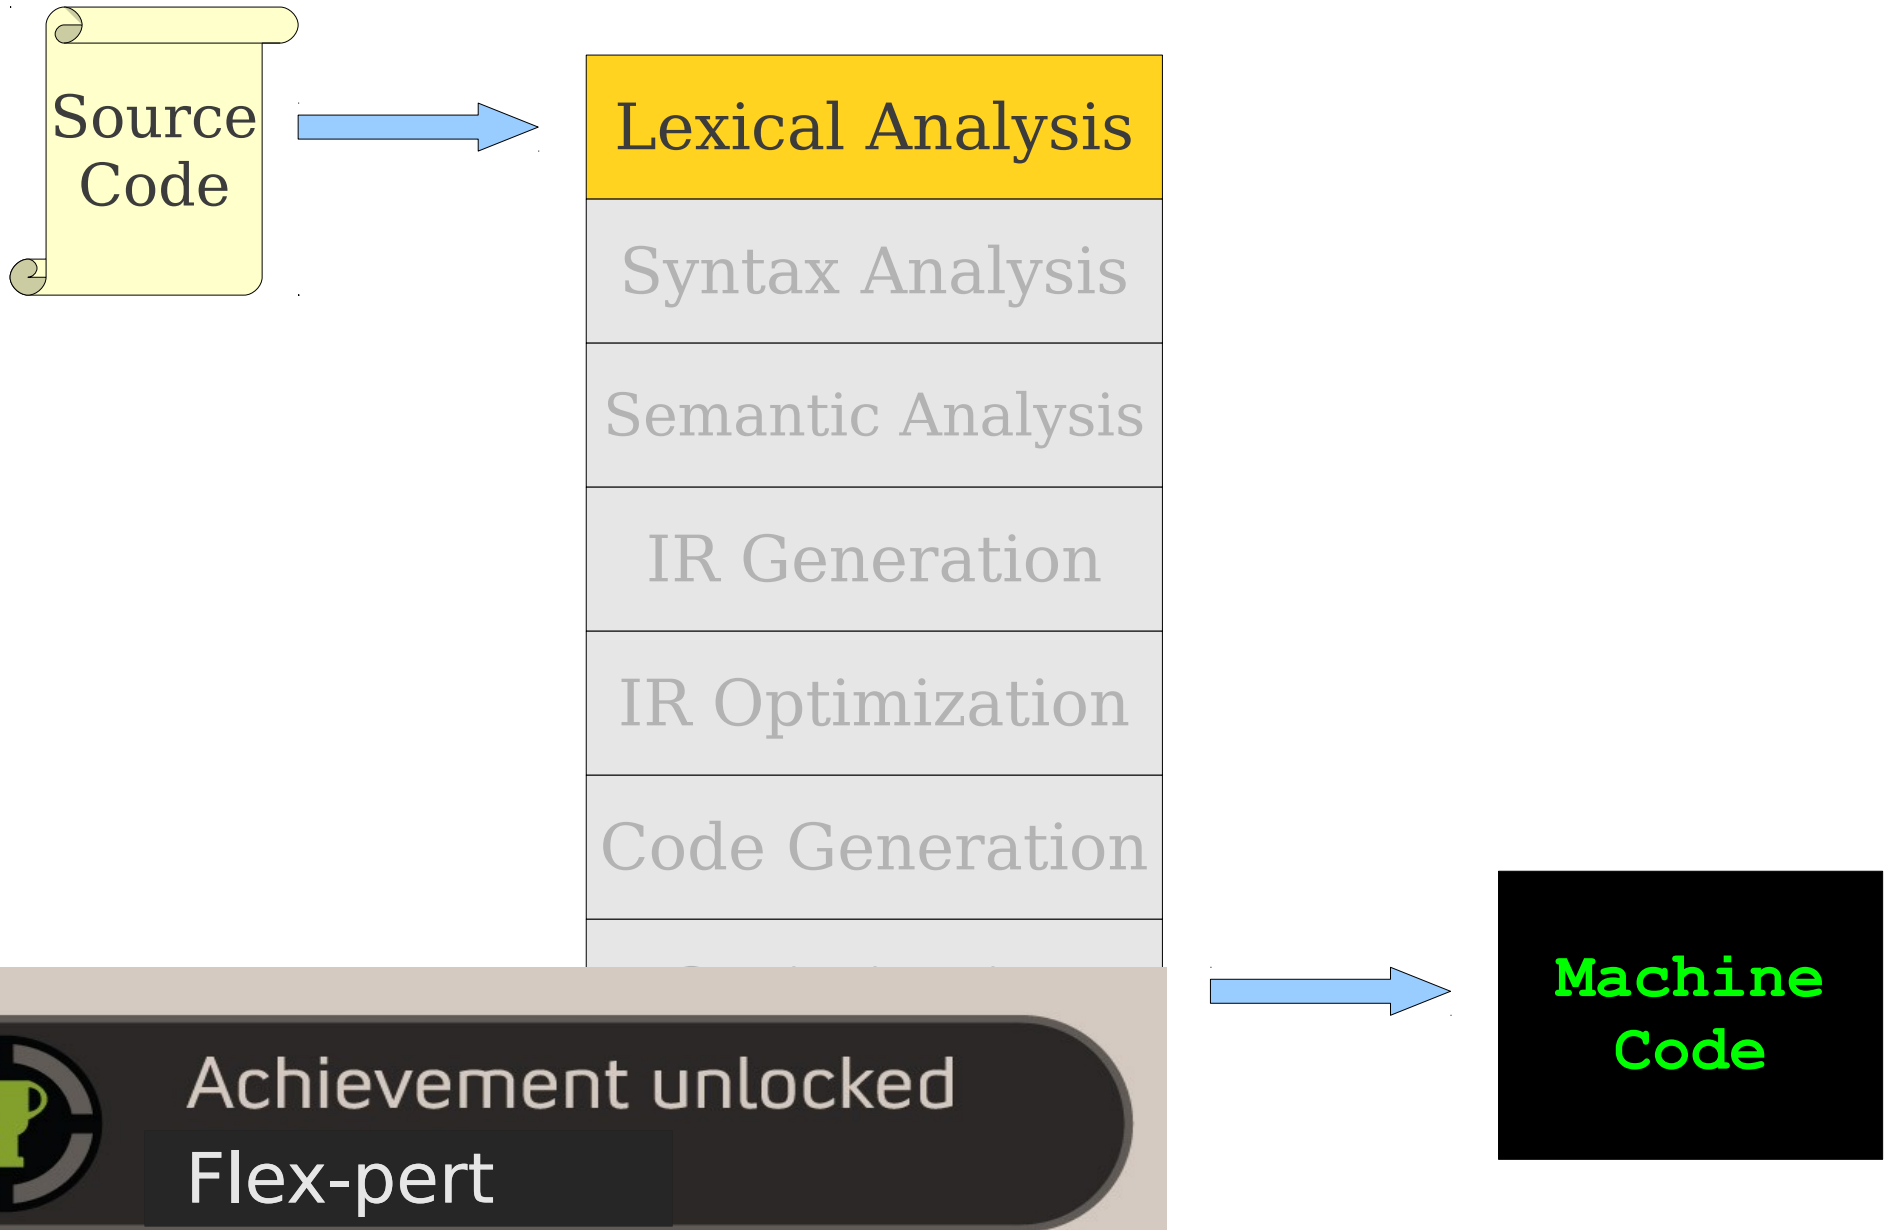 Source
Code
Lexical Analysis
Syntax Analysis
Semantic Analysis
IR Generation
IR Optimization
Code Generation
Machine
Code
Achievement unlocked
Flex-pert